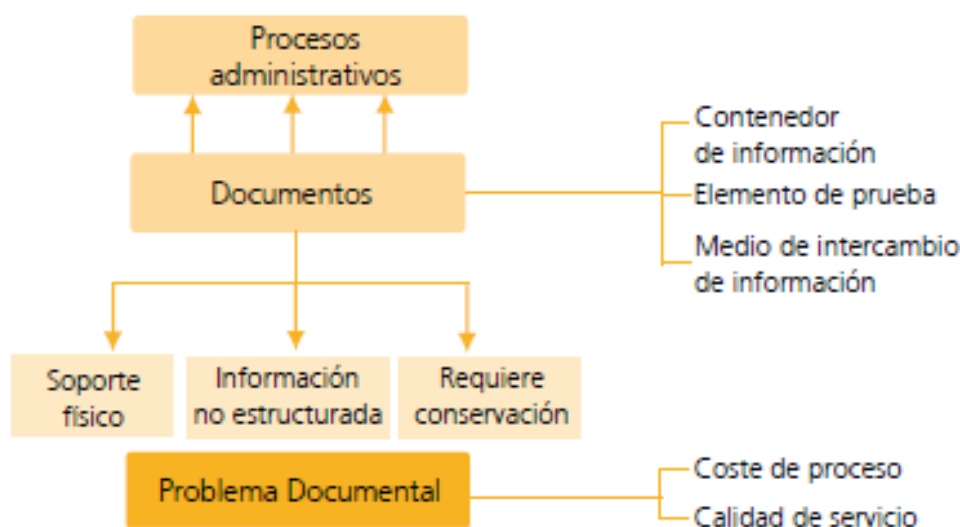 Procesos
administrativos
Contenedor
de información
Documentos
Elemento de prueba
Medio de intercambio
de información
Soporte
físico
Información
no estructurada
Requiere
conservación
Problema Documental
Coste de proceso
Calidad de servicio